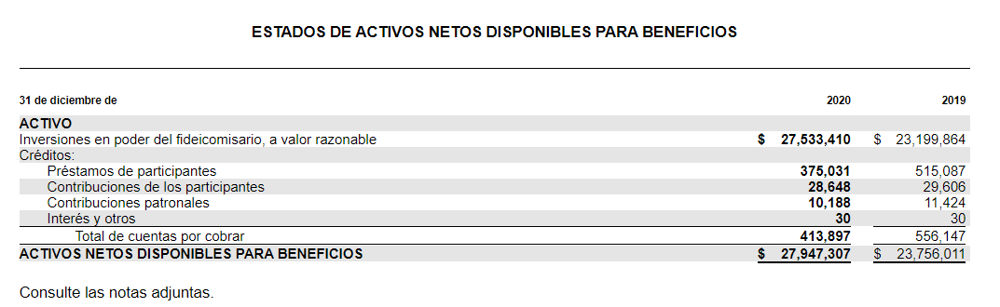 ESTADOS DE ACTIVOS NETOS DISPONIBLES PARA BENEFICIOS
31 de diciembre de 2020 2019
ACTIVO
Inversiones en poder del fideicomisario, a valor razonable $ 27,533,410 $ 23,199,864
Créditos:
Préstamos de participantes 375,031 515,087
Contribuciones de los participantes 28,648 29,606
Contribuciones patronales 10,188 11,424
Interés y otros 30 30
Total de cuentas por cobrar 413,897 556,147
ACTIVOS NETOS DISPONIBLES PARA BENEFICIOS $ 27,947,307 $ 23,756,011
Consulte las notas adjuntas.